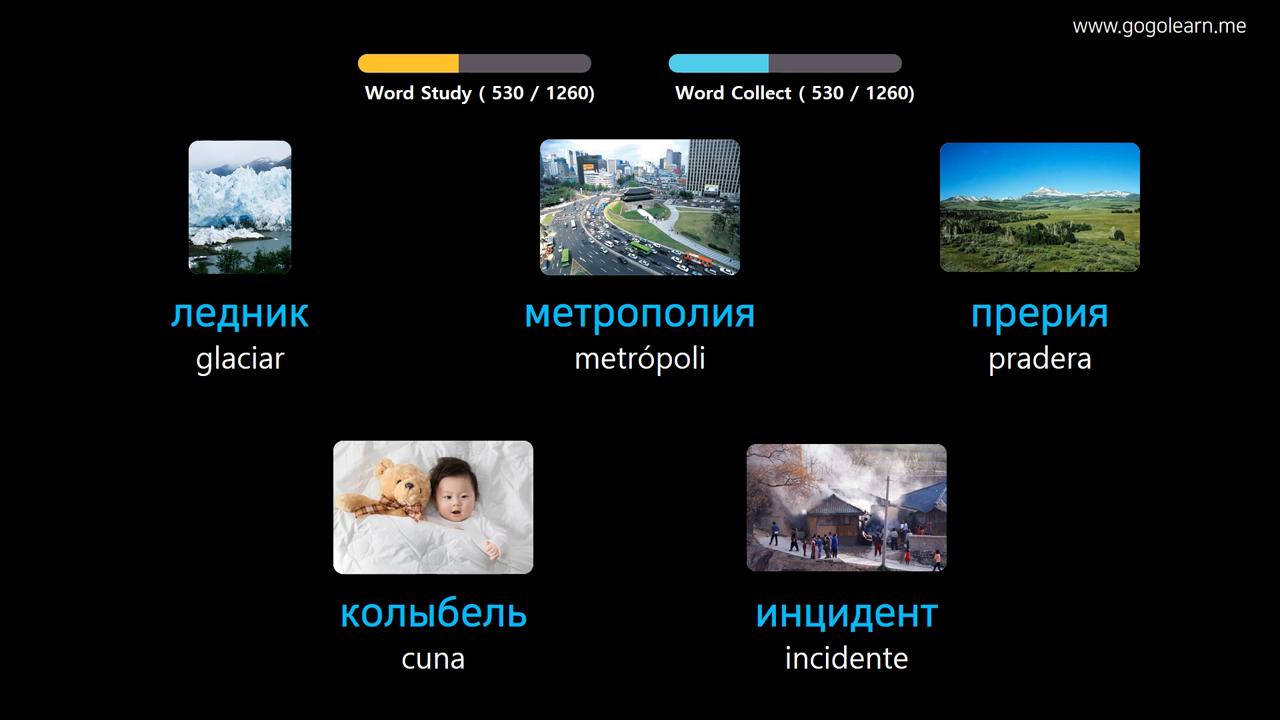 www.gogolearn.me
Word Study ( 530 / 1260)
Word Collect ( 530 / 1260)
ледник
метрополия
прерия
glaciar
metrópoli
pradera
колыбель
инцидент
cuna
incidente